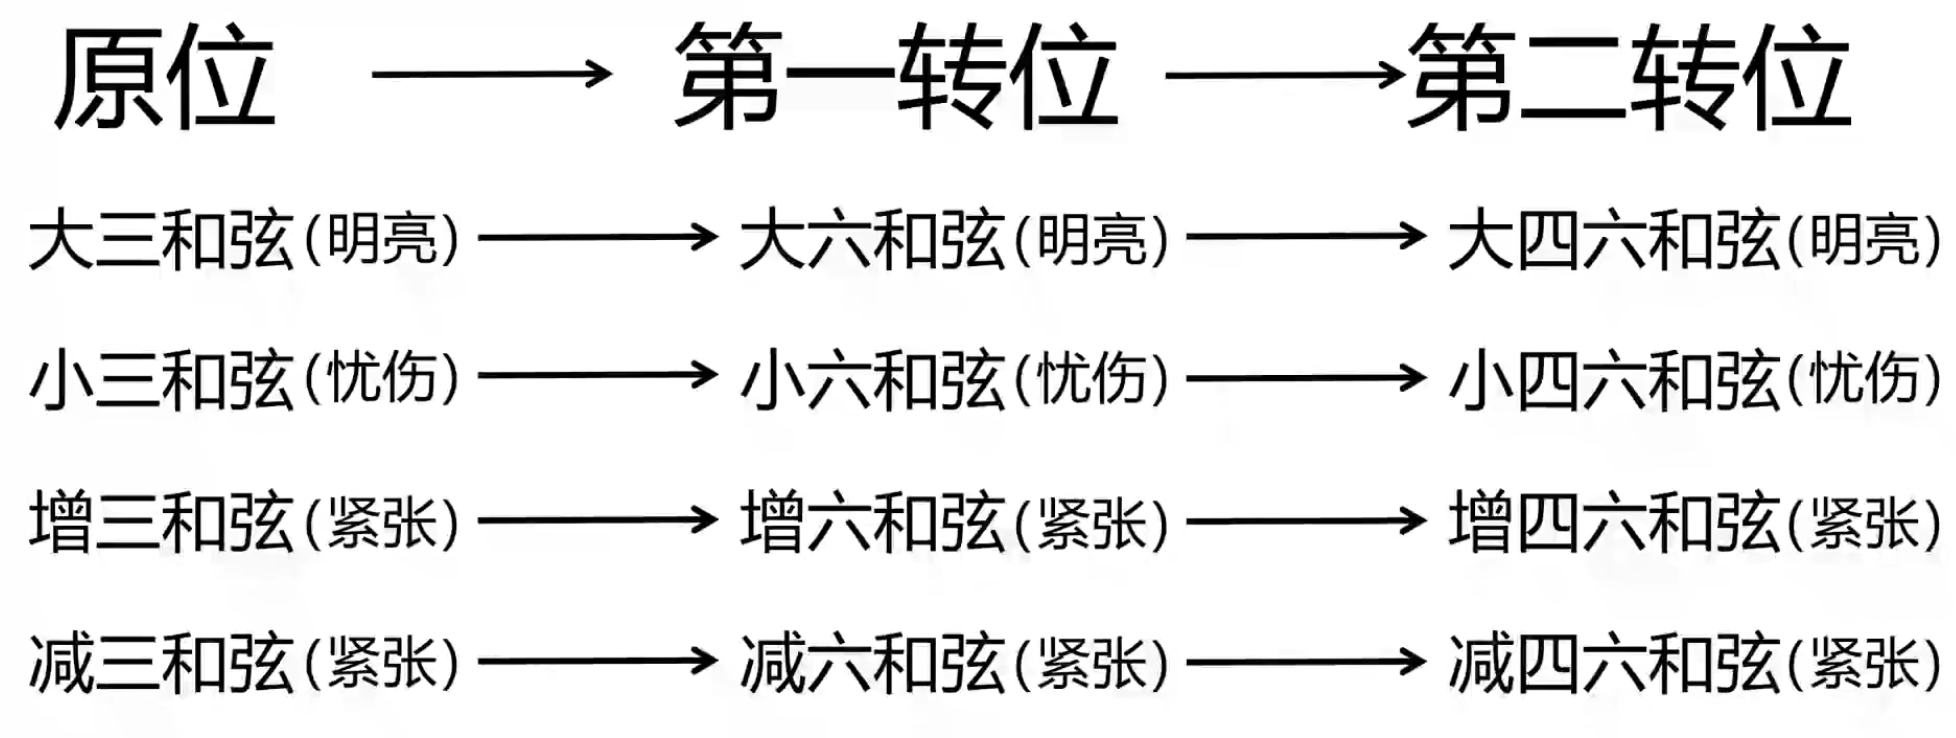 原位 → 第一转位 → 第二转位
大三和弦(明亮) → 大六和弦(明亮) → 大四六和弦(明亮)
小三和弦(忧伤) → 小六和弦(忧伤) → 小四六和弦(忧伤)
增三和弦(紧张) → 增六和弦(紧张) → 增四六和弦(紧张)
减三和弦(紧张) → 减六和弦(紧张) → 减四六和弦(紧张)